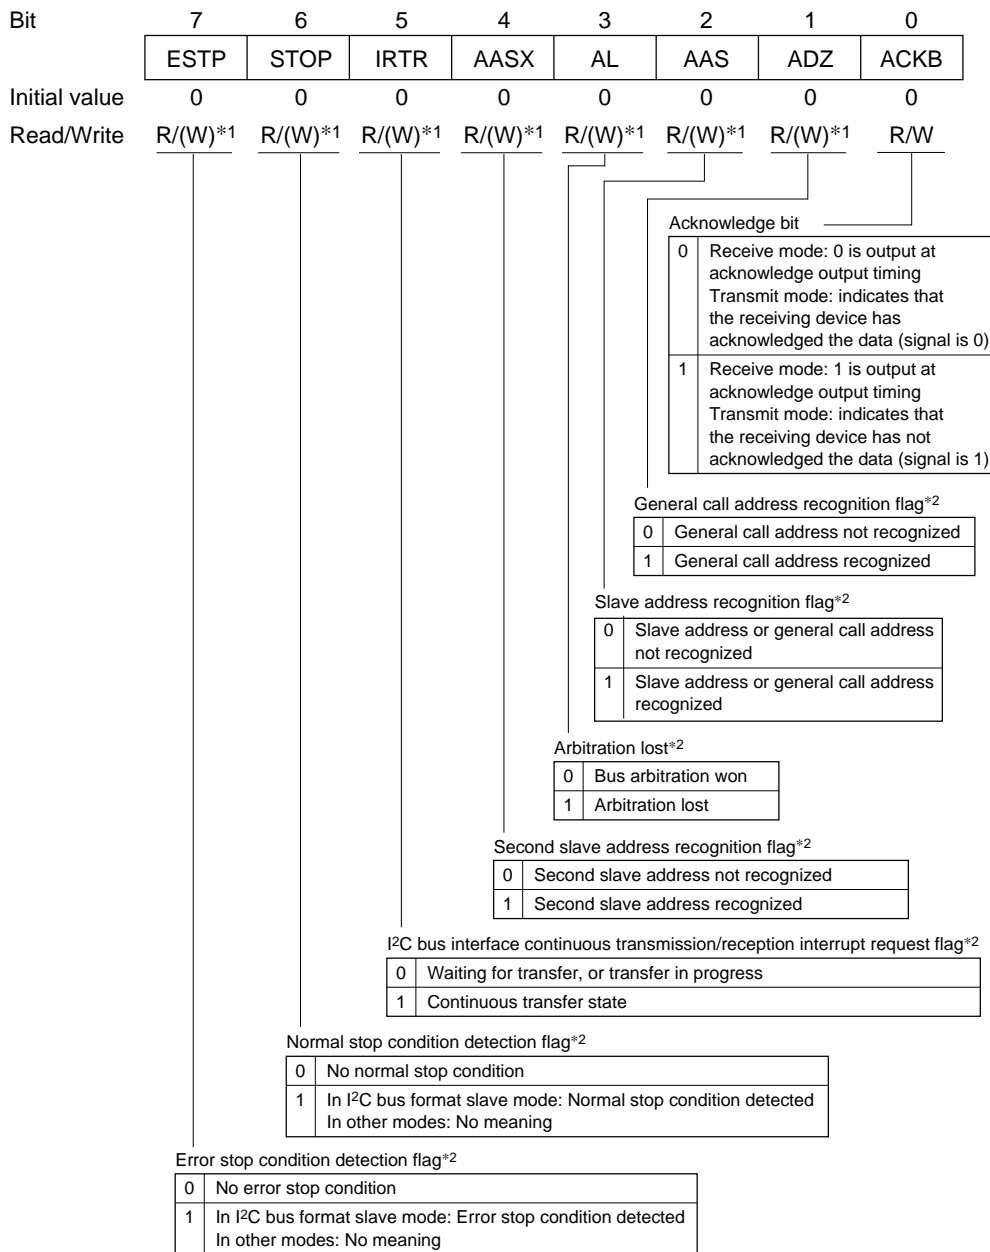 Bit 7 6 5 4 3 2 1 0
ESTP STOP IRTR AASX AL AAS ADZ ACKB
Initial value 0 0 0 0 0 0 0 0
Read/Write R/(W)*1 R/(W)*1 R/(W)*1 R/(W)*1 R/(W)*1 R/(W)*1 R/(W)*1 R/W
Acknowledge bit
0 Receive mode: 0 is output at
acknowledge output timing
Transmit mode: indicates that
the receiving device has
acknowledged the data (signal is 0)
1 Receive mode: 1 is output at
acknowledge output timing
Transmit mode: indicates that
the receiving device has not
acknowledged the data (signal is 1)
General call address recognition flag*2
0 General call address not recognized
1 General call address recognized
Slave address recognition flag*2
0 Slave address or general call address
not recognized
1 Slave address or general call address
recognized
Arbitration lost*2
0 Bus arbitration won
1 Arbitration lost
Second slave address recognition flag*2
0 Second slave address not recognized
1 Second slave address recognized
I2C bus interface continuous transmission/reception interrupt request flag*2
0 Waiting for transfer, or transfer in progress
1 Continuous transfer state
Normal stop condition detection flag*2
0 No normal stop condition
1 In I2C bus format slave mode: Normal stop condition detected
In other modes: No meaning
Error stop condition detection flag*2
0 No error stop condition
1 In I2C bus format slave mode: Error stop condition detected
In other modes: No meaning